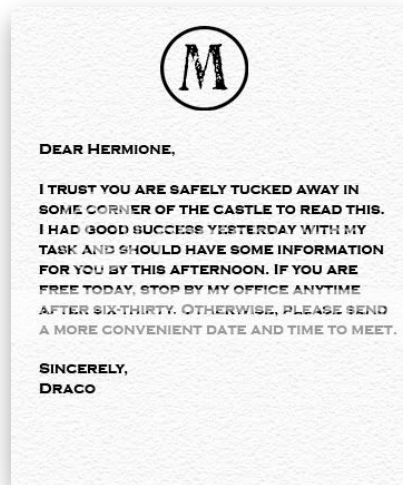 M
DEAR HERMIONE,
I TRUST YOU ARE SAFELY TUCKED AWAY IN
SOME CORNER OF THE CASTLE TO READ THIS.
I HAD GOOD SUCCESS YESTERDAY WITH MY
TASK AND SHOULD HAVE SOME INFORMATION
FOR YOU BY THIS AFTERNOON. IF YOU ARE
FREE TODAY, STOP BY MY OFFICE ANYTIME
AFTER SIX-THIRTY. OTHERWISE, PLEASE SEND
A MORE CONVENIENT DATE AND TIME TO MEET.
SINCERELY,
DRACO